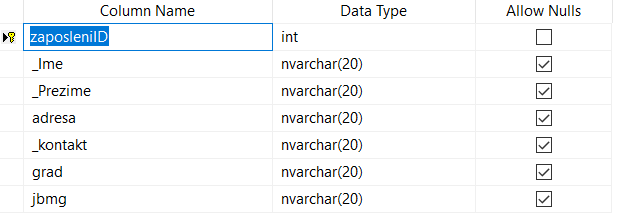 Column Name Data Type Allow Nulls
zaposleniID int
_Ime nvarchar(20)
_Prezime nvarchar(20)
adresa nvarchar(20)
_kontakt nvarchar(20)
grad nvarchar(20)
jbmg nvarchar(20)